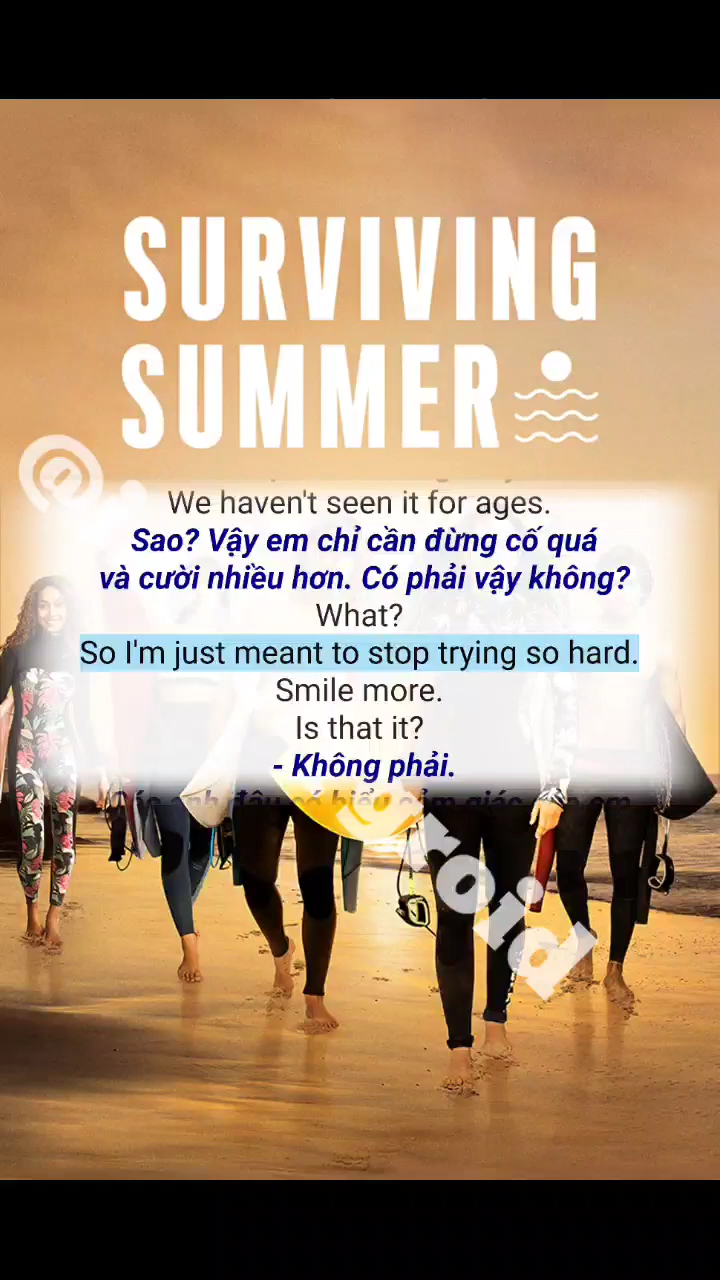 SURVIVING
SUMMER
We haven't seen it for ages.
Sao? Vậy em chỉ cần đừng cố quá
và cười nhiều hơn. Có phải vậy không?
What?
So I'm just meant to stop trying so hard.
Smile more.
Is that it?
- Không phải.